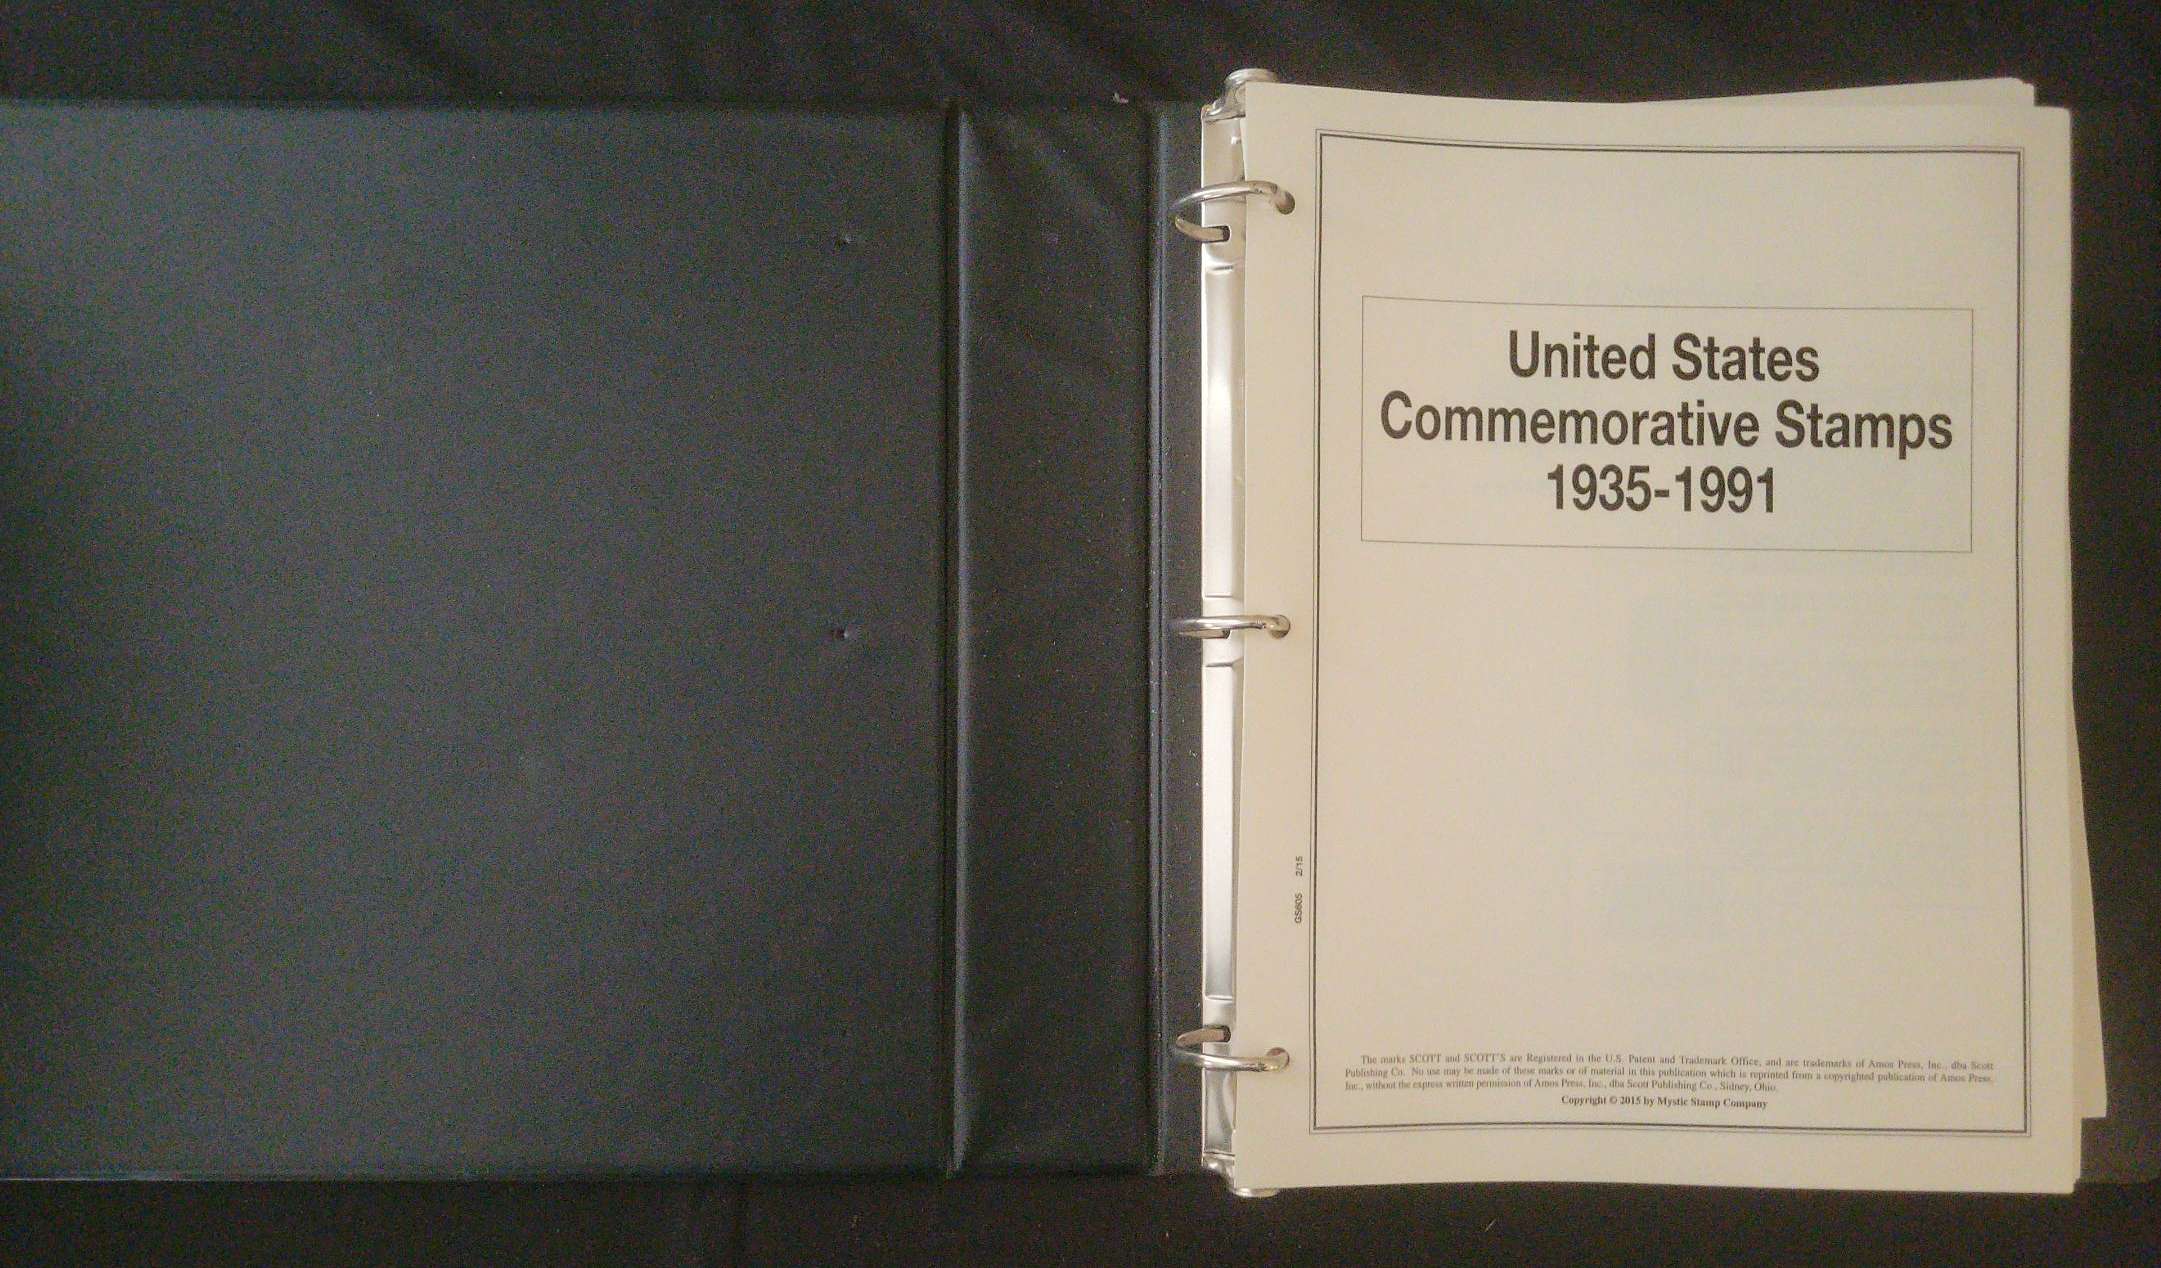 United States
Commemorative Stamps
1935-1991
GS605 2/15
The marks SCOTT and SCOTT'S are Registered in the U.S. Patent and Trademark Office, and are trademarks of Amos Press, Inc., dba Scott
Publishing Co. No use may be made of these marks or of material in this publication which is reprinted from a copyrighted publication of Amos Press,
Inc., without the express written permission of Amos Press, Inc., dba Scott Publishing Co., Sidney, Ohio.
Copyright © 2015 by Mystic Stamp Company